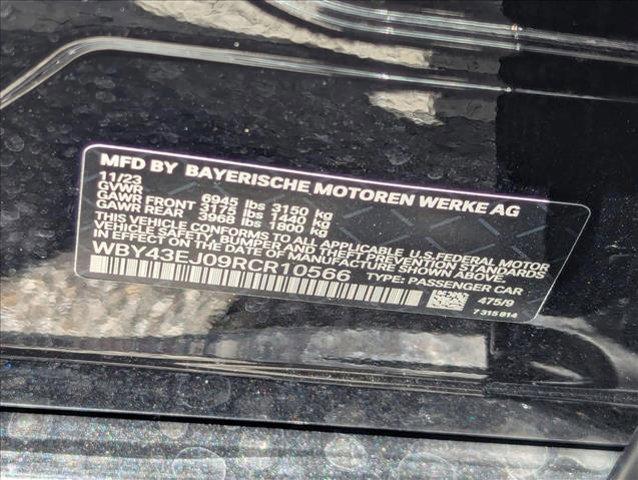 MFD BY BAYERISCHE MOTOREN WERKE AG
11/23
GVWR 6945 lbs 3150 kg
GAWR FRONT 3175 lbs 1440 kg
GAWR REAR 3968 lbs 1800 kg
THIS VEHICLE CONFORMS TO ALL APPLICABLE U.S. FEDERAL MOTOR
VEHICLE SAFETY, BUMPER AND THEFT PREVENTION STANDARDS
IN EFFECT ON THE DATE OF MANUFACTURE SHOWN ABOVE
WBY43EJ09RCR10566 TYPE: PASSENGER CAR
475/9
7 315 814